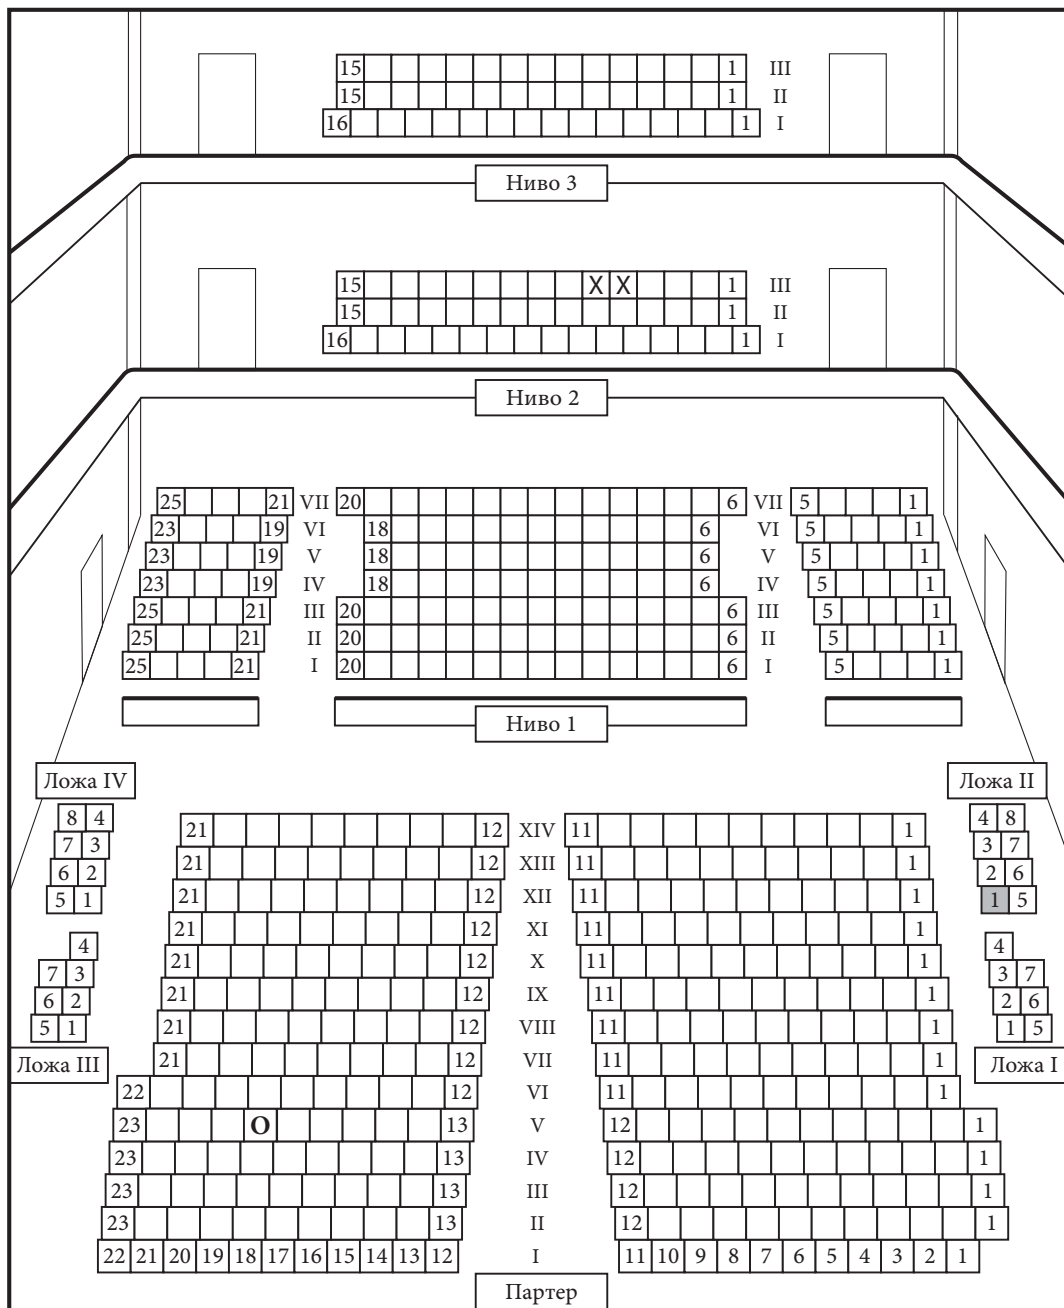 15 1 III
15 1 II
16 1 I
Ниво 3
15 X X 1 III
15 1 II
16 1 I
Ниво 2
25 21 VII 20 6 VII 5 1
23 19 VI 18 6 VI 5 1
23 19 V 18 6 V 5 1
23 19 IV 18 6 IV 5 1
25 21 III 20 6 III 5 1
25 21 II 20 6 II 5 1
25 21 I 20 6 I 5 1
Ниво 1
Ложа IV
8 4
7 3
6 2
5 1
4
7 3
6 2
5 1
Ложа III
Ложа II
4 8
3 7
2 6
1 5
4
3 7
2 6
1 5
Ложа I
21 12 XIV 11 1
21 12 XIII 11 1
21 12 XII 11 1
21 12 XI 11 1
21 12 X 11 1
21 12 IX 11 1
21 12 VIII 11 1
21 12 VII 11 1
22 12 VI 11 1
23 O 13 V 12 1
23 13 IV 12 1
23 13 III 12 1
23 13 II 12 1
22 21 20 19 18 17 16 15 14 13 12 I 11 10 9 8 7 6 5 4 3 2 1
Партер